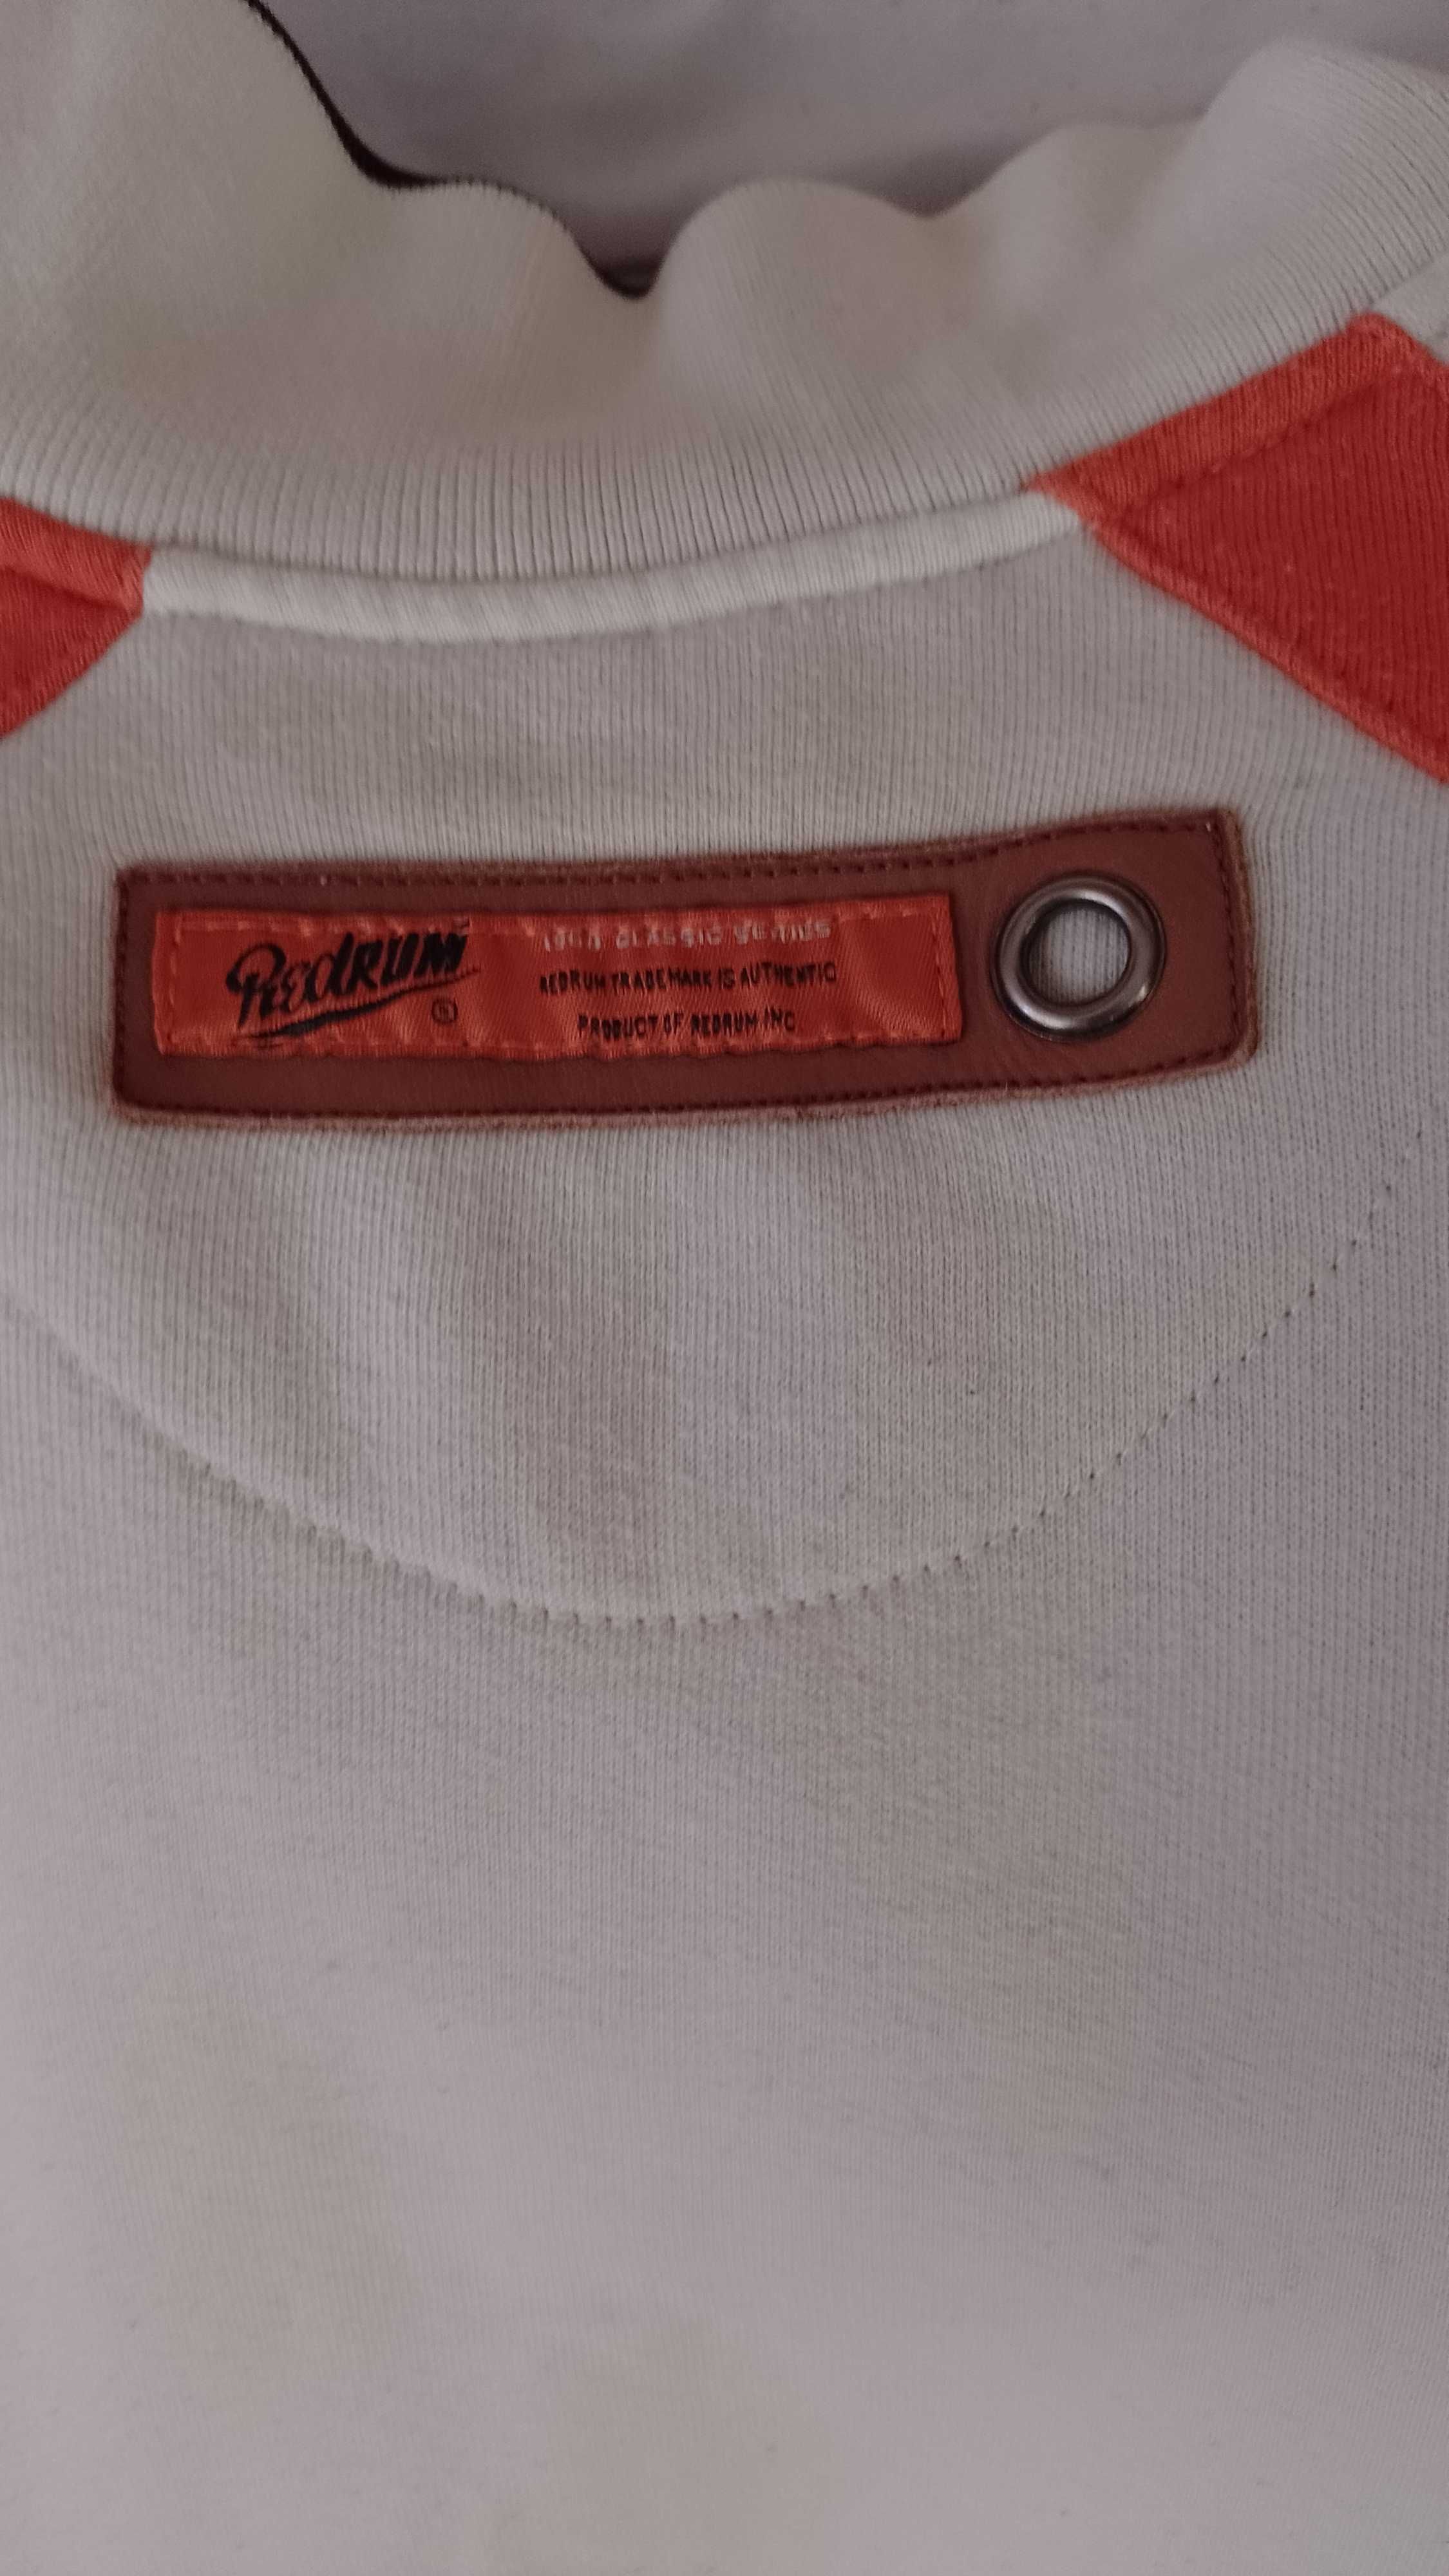 RedRUM ®
CLASSIC SERIES
REDRUM TRADEMARK IS AUTHENTIC
PRODUCT OF REDRUM INC